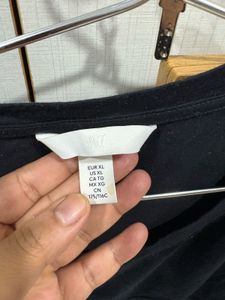 EUR XL
US XL
CA TG
MX XG
CN
175/116C